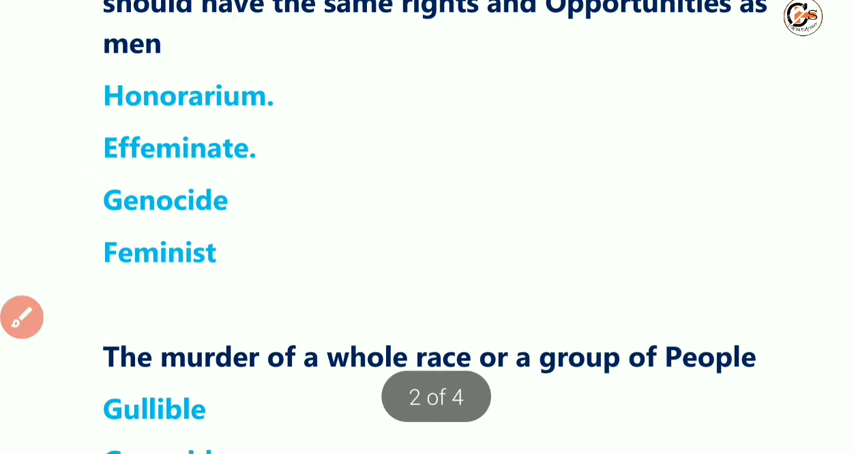 should have the same rights and Opportunities as
men
Honorarium.
Effeminate.
Genocide
Feminist
The murder of a whole race or a group of People
2 of 4
Gullible